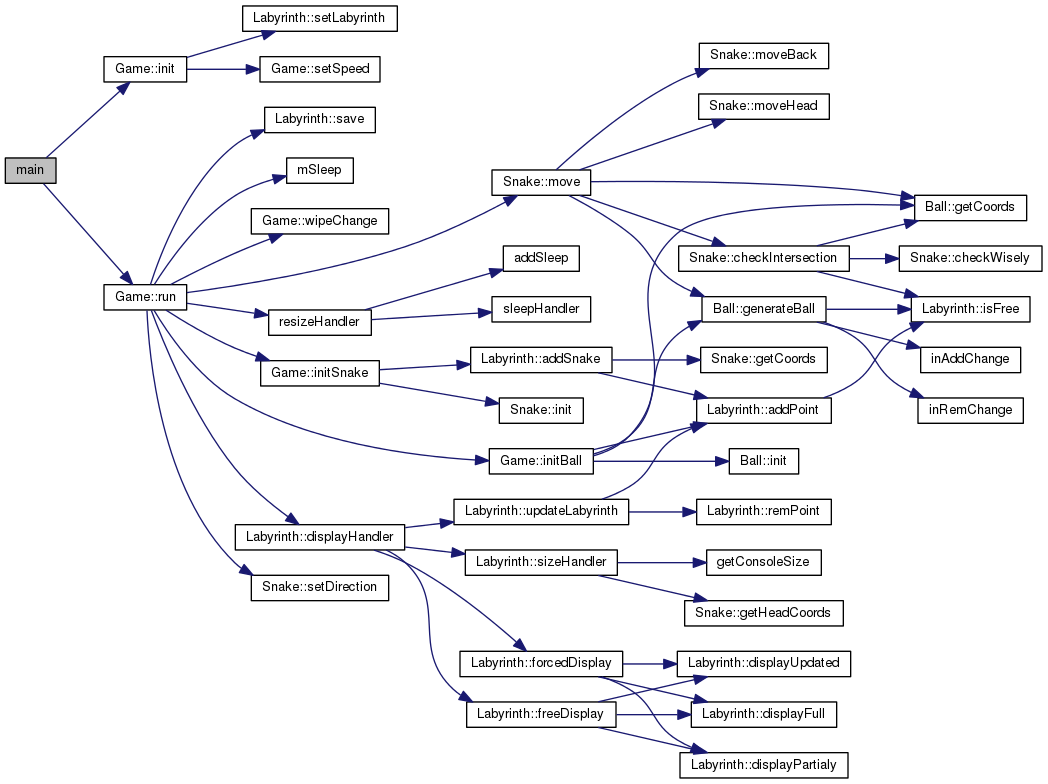 Labyrinth::setLabyrinth
Game::init
Game::setSpeed
Snake::moveBack
Snake::moveHead
Labyrinth::save
main
mSleep
Snake::move
Ball::getCoords
Game::wipeChange
addSleep
Snake::checkIntersection
Snake::checkWisely
Game::run
resizeHandler
sleepHandler
Ball::generateBall
Labyrinth::isFree
Game::initSnake
Labyrinth::addSnake
Snake::getCoords
inAddChange
Snake::init
Labyrinth::addPoint
inRemChange
Game::initBall
Ball::init
Labyrinth::updateLabyrinth
Labyrinth::remPoint
Labyrinth::displayHandler
Labyrinth::sizeHandler
getConsoleSize
Snake::setDirection
Snake::getHeadCoords
Labyrinth::forcedDisplay
Labyrinth::displayUpdated
Labyrinth::freeDisplay
Labyrinth::displayFull
Labyrinth::displayPartialy